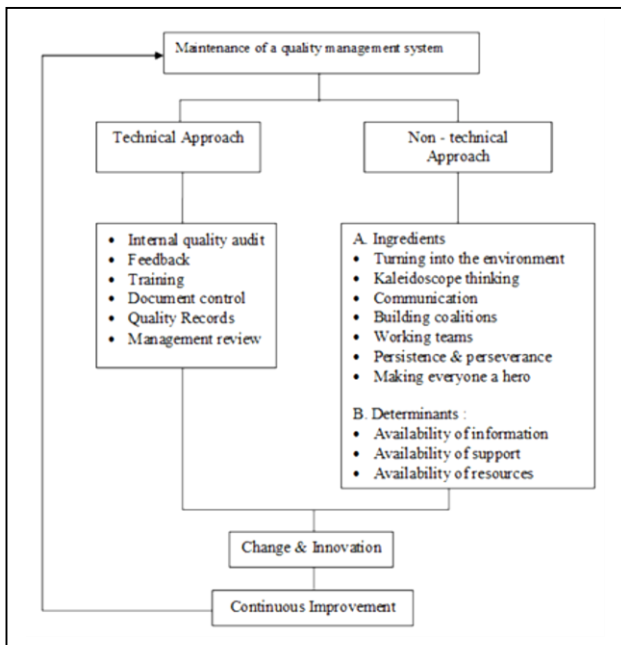 Maintenance of a quality management system
Technical Approach
Non - technical
Approach
• Internal quality audit
• Feedback
• Training
• Document control
• Quality Records
• Management review
A. Ingredients
• Turning into the environment
• Kaleidoscope thinking
• Communication
• Building coalitions
• Working teams
• Persistence & perseverance
• Making everyone a hero
B. Determinants :
• Availability of information
• Availability of support
• Availability of resources
Change & Innovation
Continuous Improvement